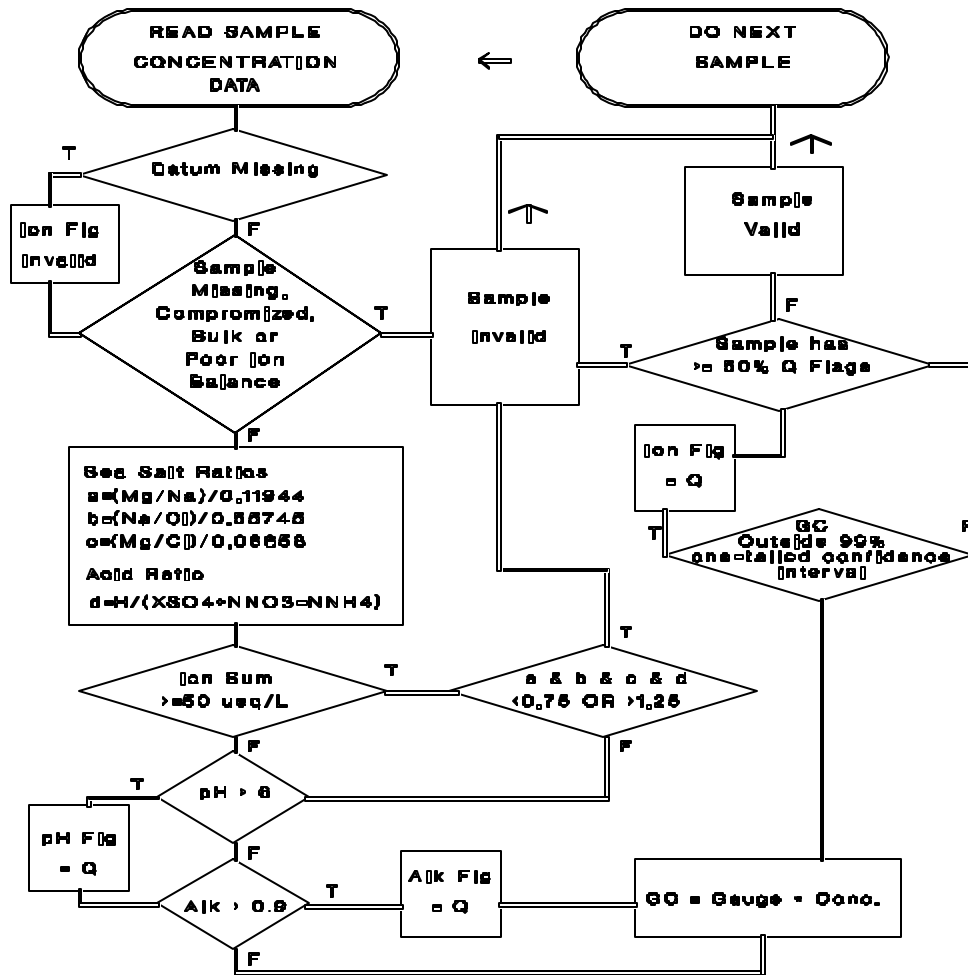 READ SAMPLE
CONCENTRATION
DATA
DO NEXT
SAMPLE
T
Datum Missing
F
Ion Flg
Invalid
Sample
Missing,
Compromized,
Bulk or
Poor Ion
Balance
T
F
Sample
Invalid
Sample
Valid
F
T
Sample has
>= 50% Q Flags
Ion Flg
= Q
T
GC
Outside 99%
one-tailed confidence
interval
F
Sea Salt Ratios
a=(Mg/Na)/0.11944
b=(Na/Cl)/0.55745
c=(Mg/Cl)/0.06658
Acid Ratio
d=H/(XSO4+NNO3-NNH4)
Ion Sum
>=50 ueq/L
T
T
a & b & c & d
<0.75 OR >1.25
F
F
T
pH > 6
pH Flg
= Q
F
Alk > 0.9
T
Alk Flg
= Q
GC = Gauge * Conc.
F